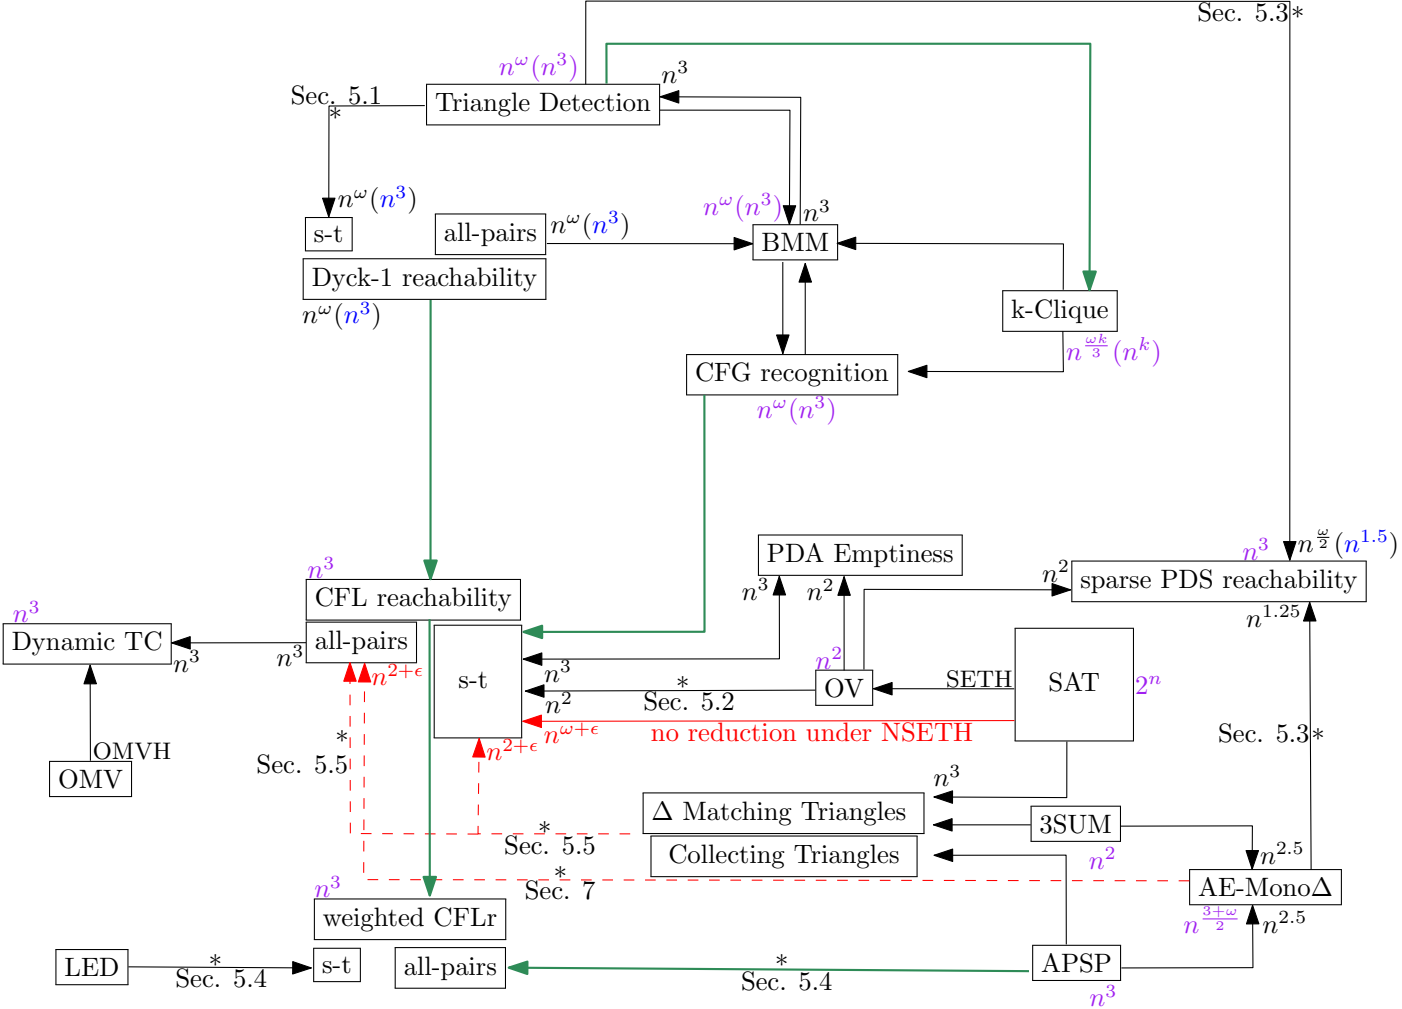 Sec. 5.3*
n^ω(n^3)
n^3
Sec. 5.1
*
Triangle Detection
n^ω(n^3)
n^ω(n^3)
n^3
s-t
all-pairs
n^ω(n^3)
BMM
Dyck-1 reachability
n^ω(n^3)
k-Clique
n^{ωk/3}(n^k)
CFG recognition
n^ω(n^3)
PDA Emptiness
n^3
n^{ω/2}(n^{1.5})
n^3
n^3
n^2
n^2
sparse PDS reachability
n^{1.25}
CFL reachability
n^3
Dynamic TC
n^3
n^3
all-pairs
n^{2+ϵ}
s-t
n^3
n^2
OV
SETH
SAT
2^n
*
Sec. 5.2
n^2
n^{ω+ϵ}
no reduction under NSETH
n^{2+ϵ}
Sec. 5.3*
*
Sec. 5.5
OMVH
OMV
n^3
Δ Matching Triangles
3SUM
n^2
*
Sec. 5.5
Collecting Triangles
n^{2.5}
*
Sec. 7
AE-MonoΔ
n^{(3+ω)/2}
n^{2.5}
n^3
weighted CFLr
LED
*
Sec. 5.4
s-t
all-pairs
*
Sec. 5.4
APSP
n^3